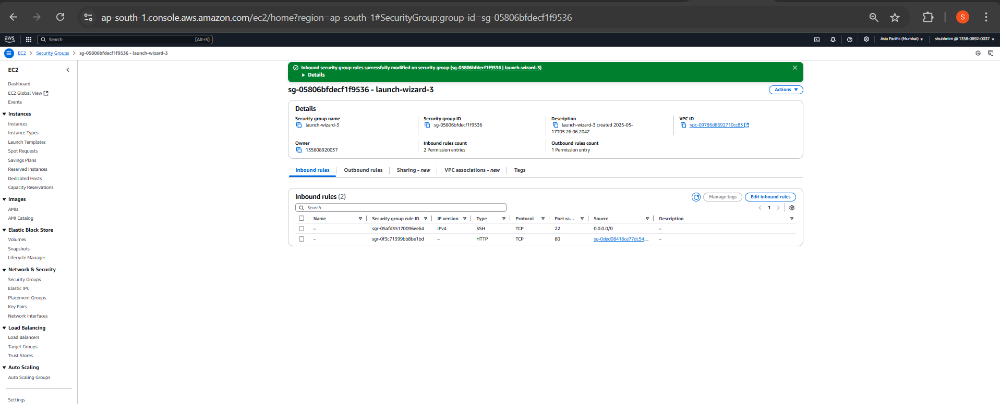 ap-south-1.console.aws.amazon.com/ec2/home?region=ap-south-1#SecurityGroup:group-id=sg-05806bfdecf1f9536
S
aws
Search
[Alt+S]
Asia Pacific (Mumbai)
shubhnim @ 1358-0892-0037
EC2
Security Groups
sg-05806bfdecf1f9536 - launch-wizard-3
EC2
Dashboard
EC2 Global View
Events
Instances
Instances
Instance Types
Launch Templates
Spot Requests
Savings Plans
Reserved Instances
Dedicated Hosts
Capacity Reservations
Images
AMIs
AMI Catalog
Elastic Block Store
Volumes
Snapshots
Lifecycle Manager
Network & Security
Security Groups
Elastic IPs
Placement Groups
Key Pairs
Network Interfaces
Load Balancing
Load Balancers
Target Groups
Trust Stores
Auto Scaling
Auto Scaling Groups
Settings
Inbound security group rules successfully modified on security group (sg-05806bfdecf1f9536 | launch-wizard-3)
Details
sg-05806bfdecf1f9536 - launch-wizard-3
Actions
Details
Security group name
launch-wizard-3
Security group ID
sg-05806bfdecf1f9536
Description
launch-wizard-3 created 2025-05-
17T05:26:06.204Z
VPC ID
vpc-09786d8692710cc83
Owner
135808920037
Inbound rules count
2 Permission entries
Outbound rules count
1 Permission entry
Inbound rules
Outbound rules
Sharing - new
VPC associations - new
Tags
Inbound rules (2)
Manage tags
Edit inbound rules
Search
1
Name Security group rule ID IP version Type Protocol Port ra... Source Description
– sgr-05afd35170096ee64 IPv4 SSH TCP 22 0.0.0.0/0 –
– sgr-0f3c71399bb8be1bd – HTTP TCP 80 sg-0ded08418ce77dc54... –